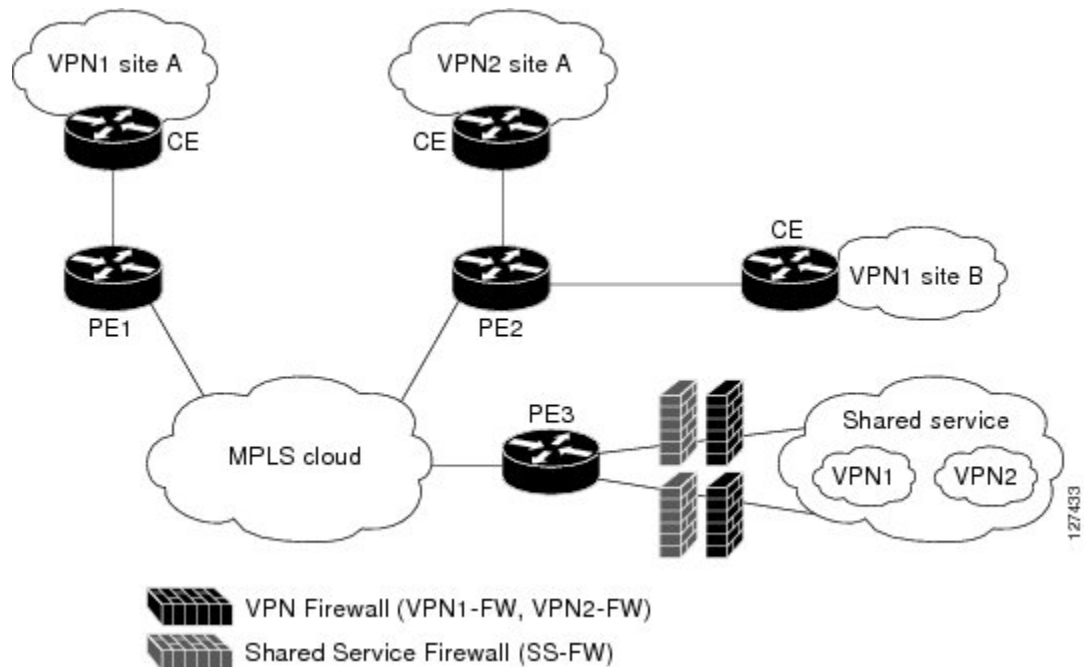 VPN1 site A
VPN2 site A
CE
CE
CE
VPN1 site B
PE1
PE2
PE3
Shared service
MPLS cloud
VPN1
VPN2
127433
VPN Firewall (VPN1-FW, VPN2-FW)
Shared Service Firewall (SS-FW)